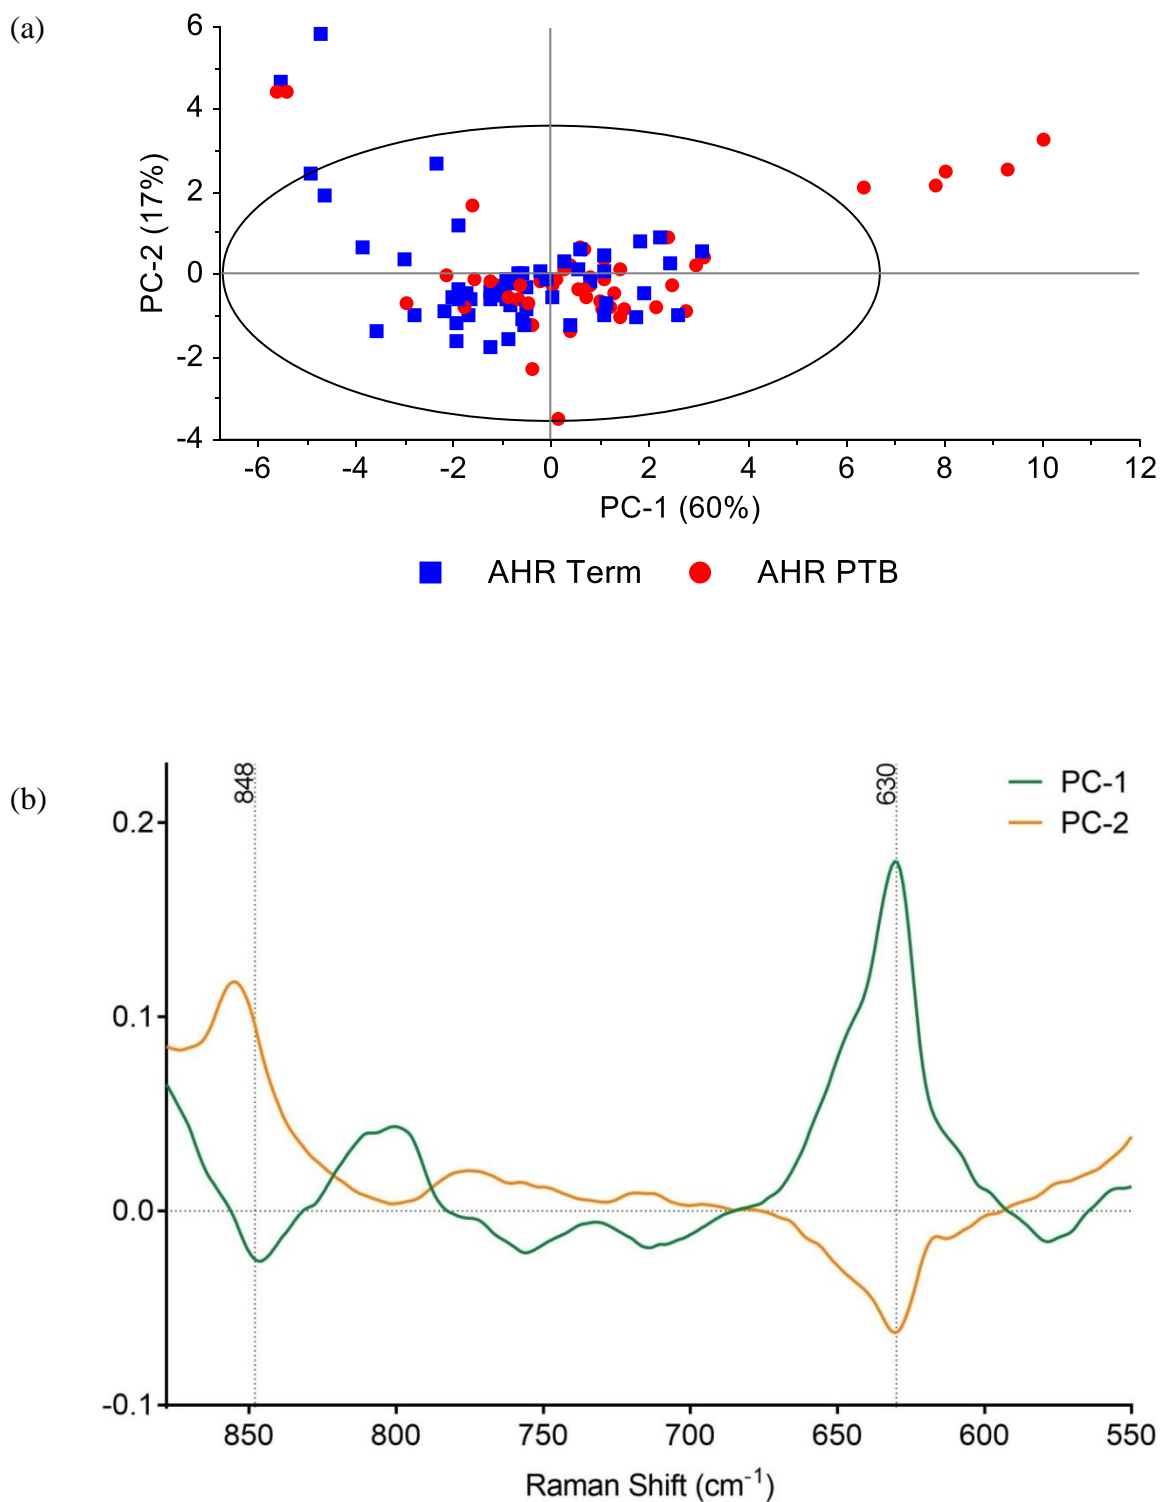 (a)
6
4
2
0
-2
-4
PC-2 (17%)
-6 -4 -2 0 2 4 6 8 10 12
PC-1 (60%)
AHR Term AHR PTB
(b)
848
630
PC-1
PC-2
0.2
0.1
0.0
-0.1
850 800 750 700 650 600 550
Raman Shift (cm⁻¹)